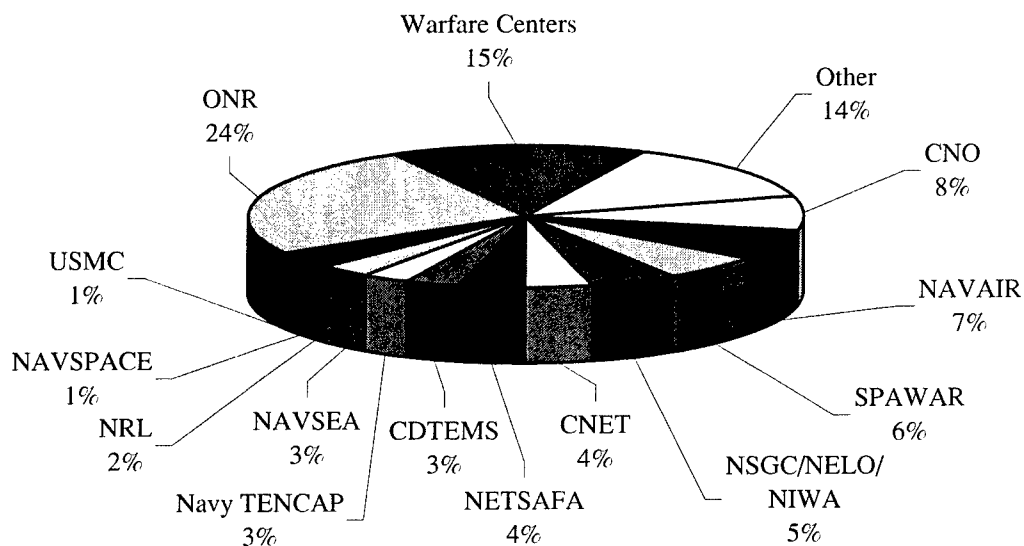 Warfare Centers
15%
Other
14%
ONR
24%
CNO
8%
USMC
1%
NAVAIR
7%
NAVSPACE
1%
SPAWAR
6%
NRL
2%
NAVSEA
3%
CDTEMS
3%
CNET
4%
NSGC/NELO/
NIWA
5%
Navy TENCAP
3%
NETSAFA
4%